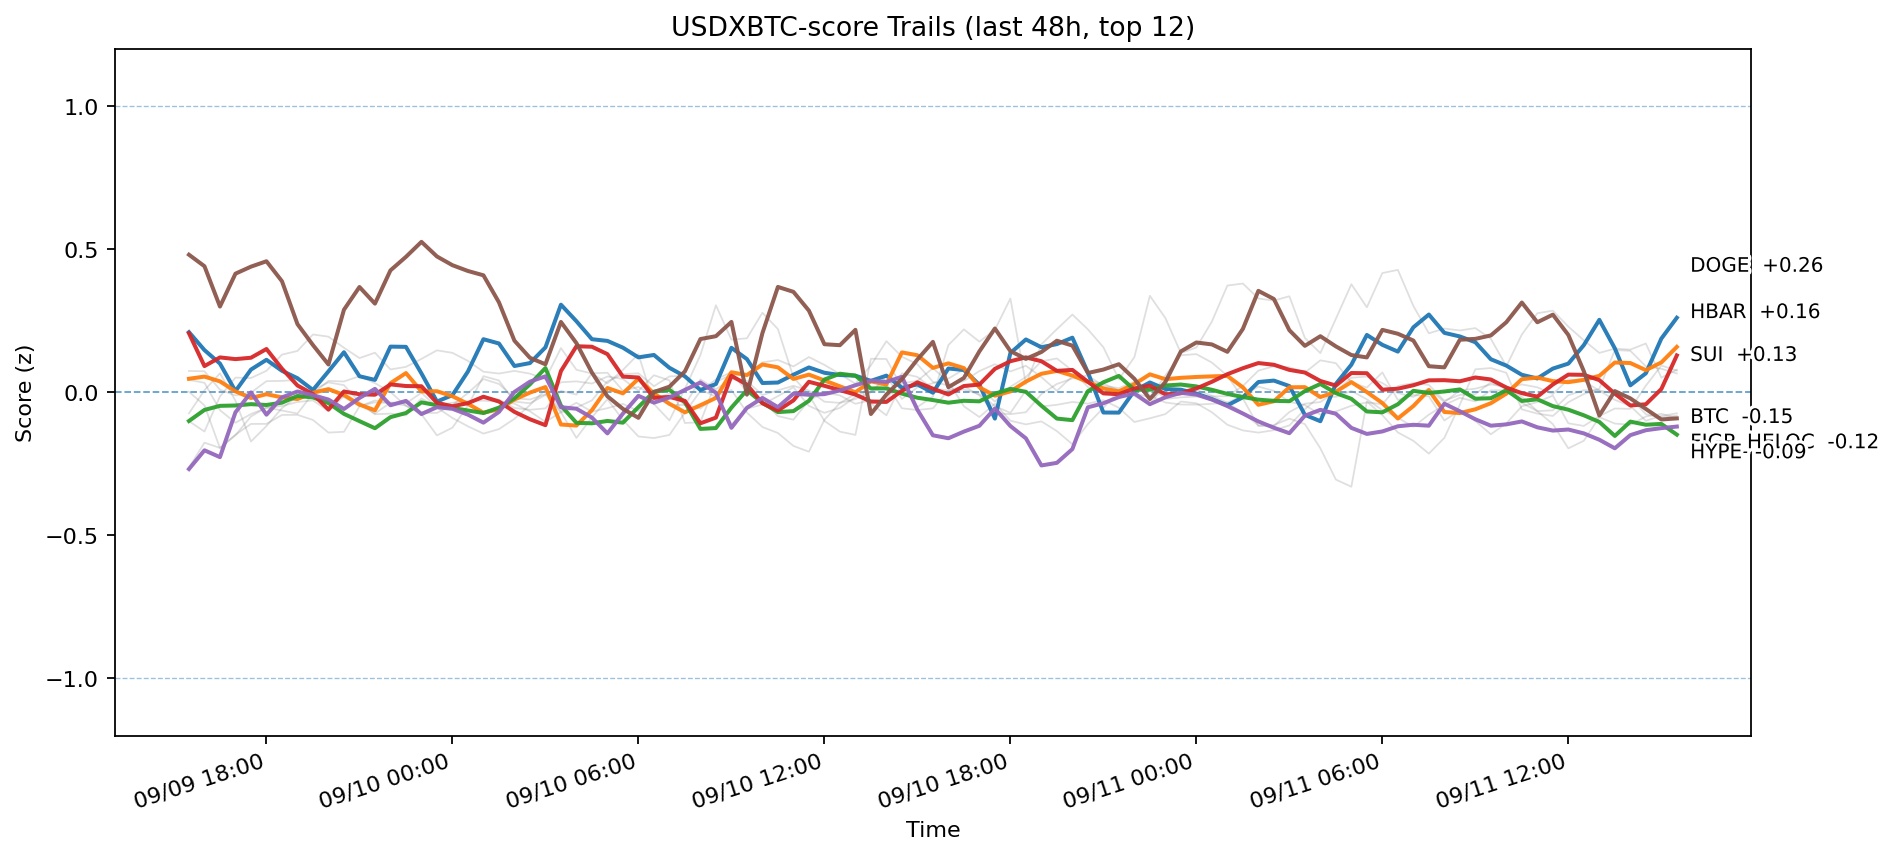 USDXBTC-score Trails (last 48h, top 12)
Score (z)
1.0
0.5
0.0
−0.5
−1.0
DOGE +0.26
HBAR +0.16
SUI +0.13
BTC -0.15
-0.12
HYPE -0.09
09/09 18:00
09/10 00:00
09/10 06:00
09/10 12:00
09/10 18:00
09/11 00:00
09/11 06:00
09/11 12:00
Time